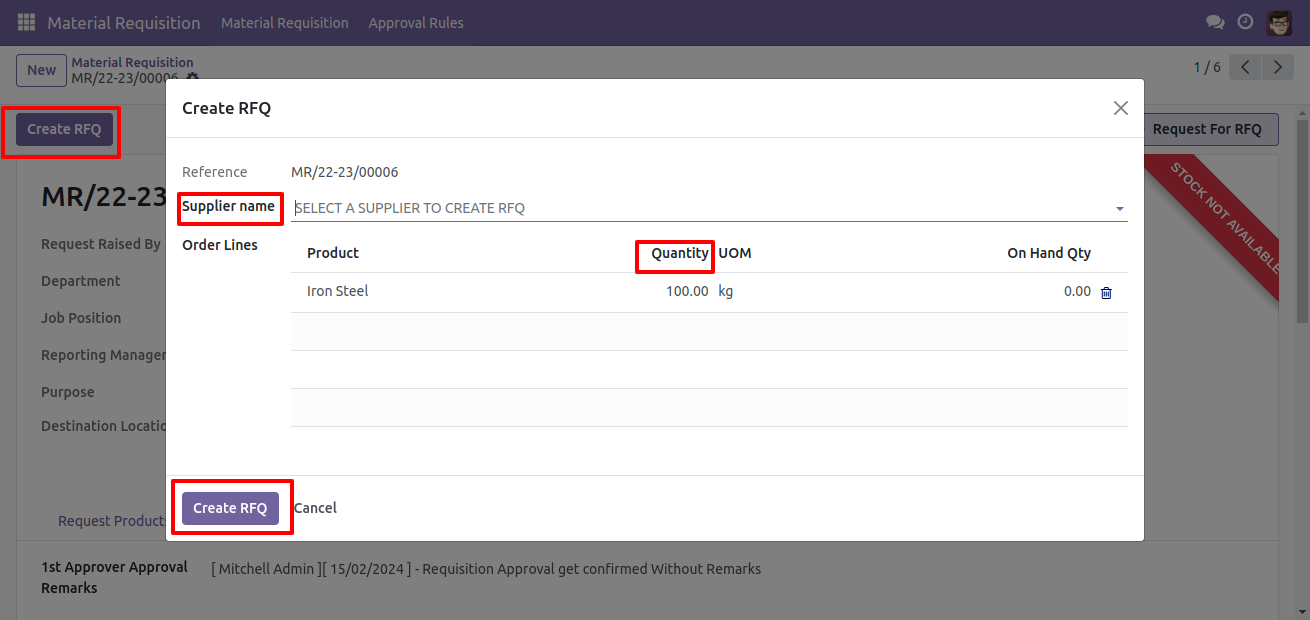 Material Requisition Material Requisition Approval Rules
New
Material Requisition
MR/22-23/00006
1 / 6
Create RFQ
Request For RFQ
Create RFQ
Reference MR/22-23/00006
Supplier name SELECT A SUPPLIER TO CREATE RFQ
Order Lines
Product Quantity UOM On Hand Qty
Iron Steel 100.00 kg 0.00
Create RFQ Cancel
MR/22-23
STOCK NOT AVAILABLE
Request Raised By
Department
Job Position
Reporting Manager
Purpose
Destination Locatio
Request Products
1st Approver Approval Remarks [ Mitchell Admin ][ 15/02/2024 ] - Requisition Approval get confirmed Without Remarks